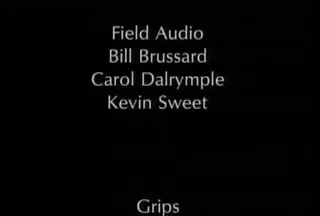 Field Audio
Bill Brussard
Carol Dalrymple
Kevin Sweet
Grips